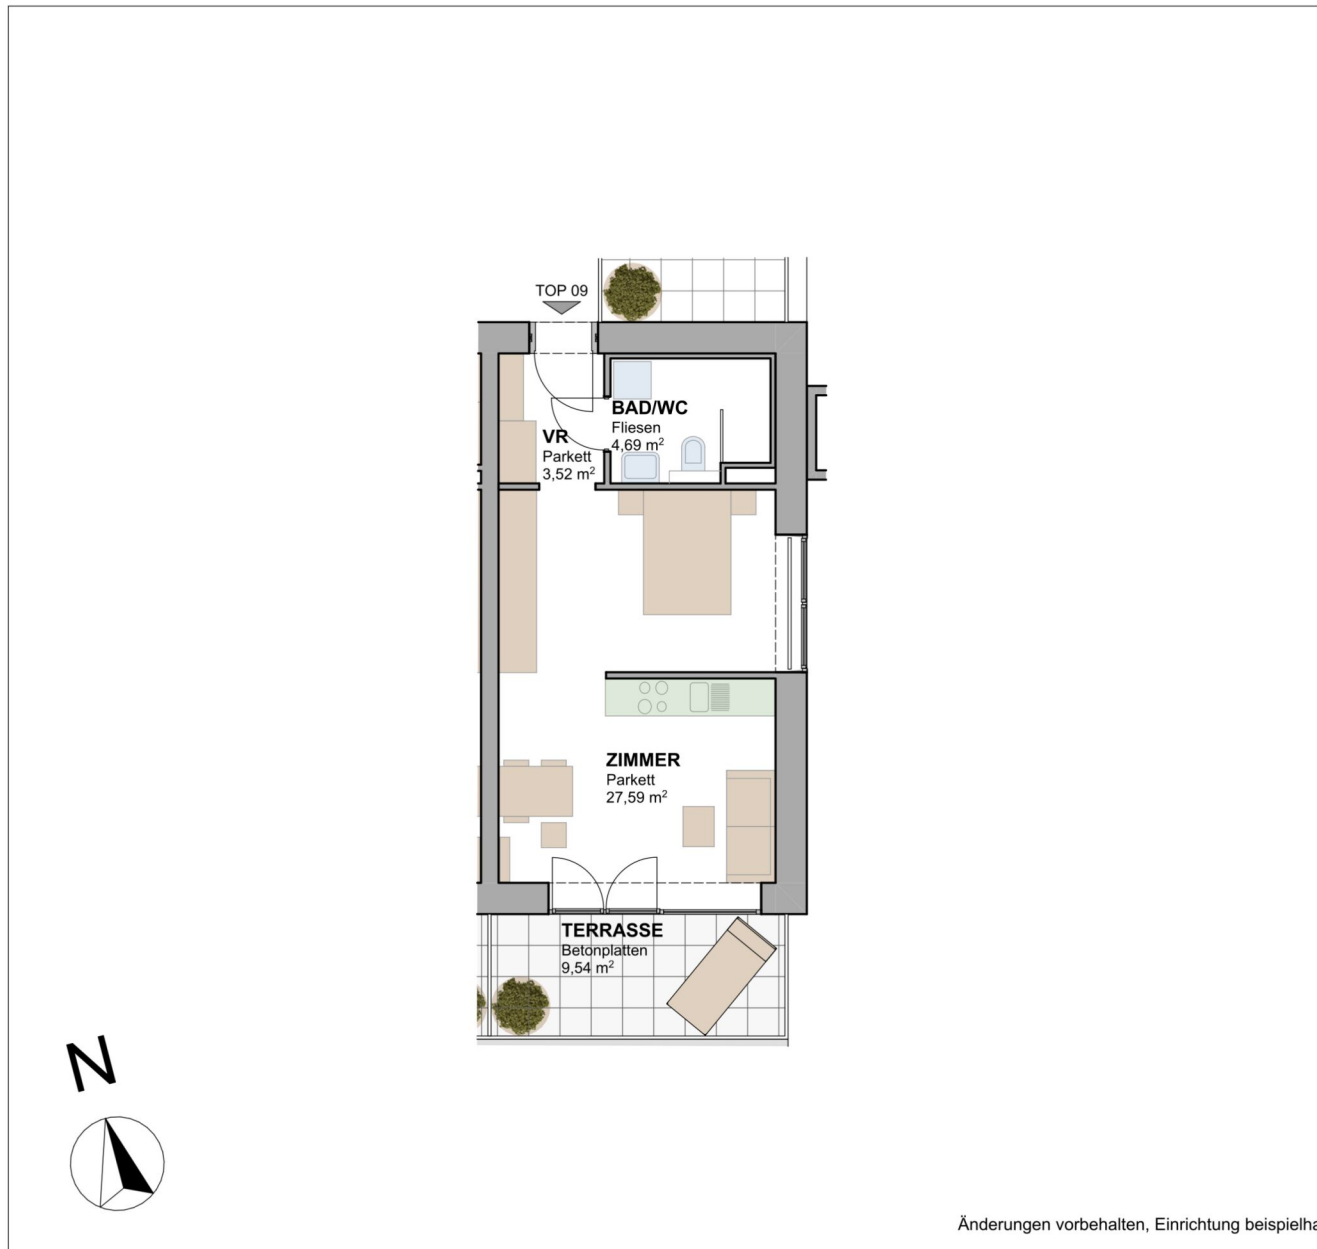 TOP 09
BAD/WC
Fliesen
4,69 m²
VR
Parkett
3,52 m²
ZIMMER
Parkett
27,59 m²
TERRASSE
Betonplatten
9,54 m²
N
Änderungen vorbehalten, Einrichtung beispielha